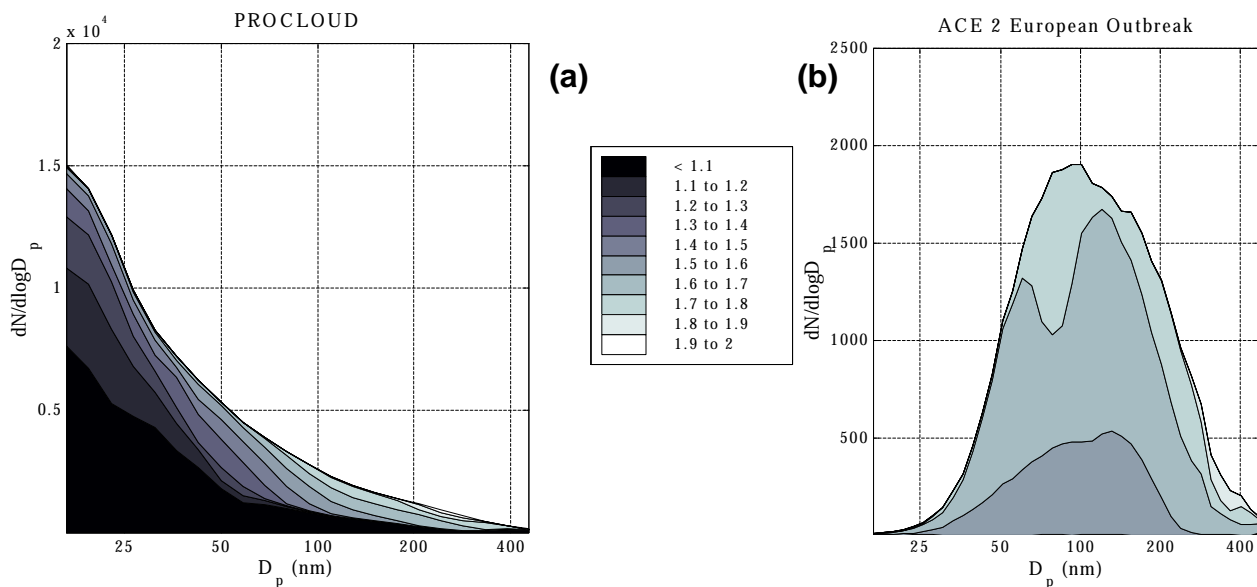 PROCLOUD
x 10⁴
2
1.5
1
0.5
dN/dlogD_p
25 50 100 200 400
D_p (nm)
(a)
< 1.1
1.1 to 1.2
1.2 to 1.3
1.3 to 1.4
1.4 to 1.5
1.5 to 1.6
1.6 to 1.7
1.7 to 1.8
1.8 to 1.9
1.9 to 2
(b)
ACE 2 European Outbreak
2500
2000
1500
1000
500
dN/dlogD_p
25 50 100 200 400
D_p (nm)